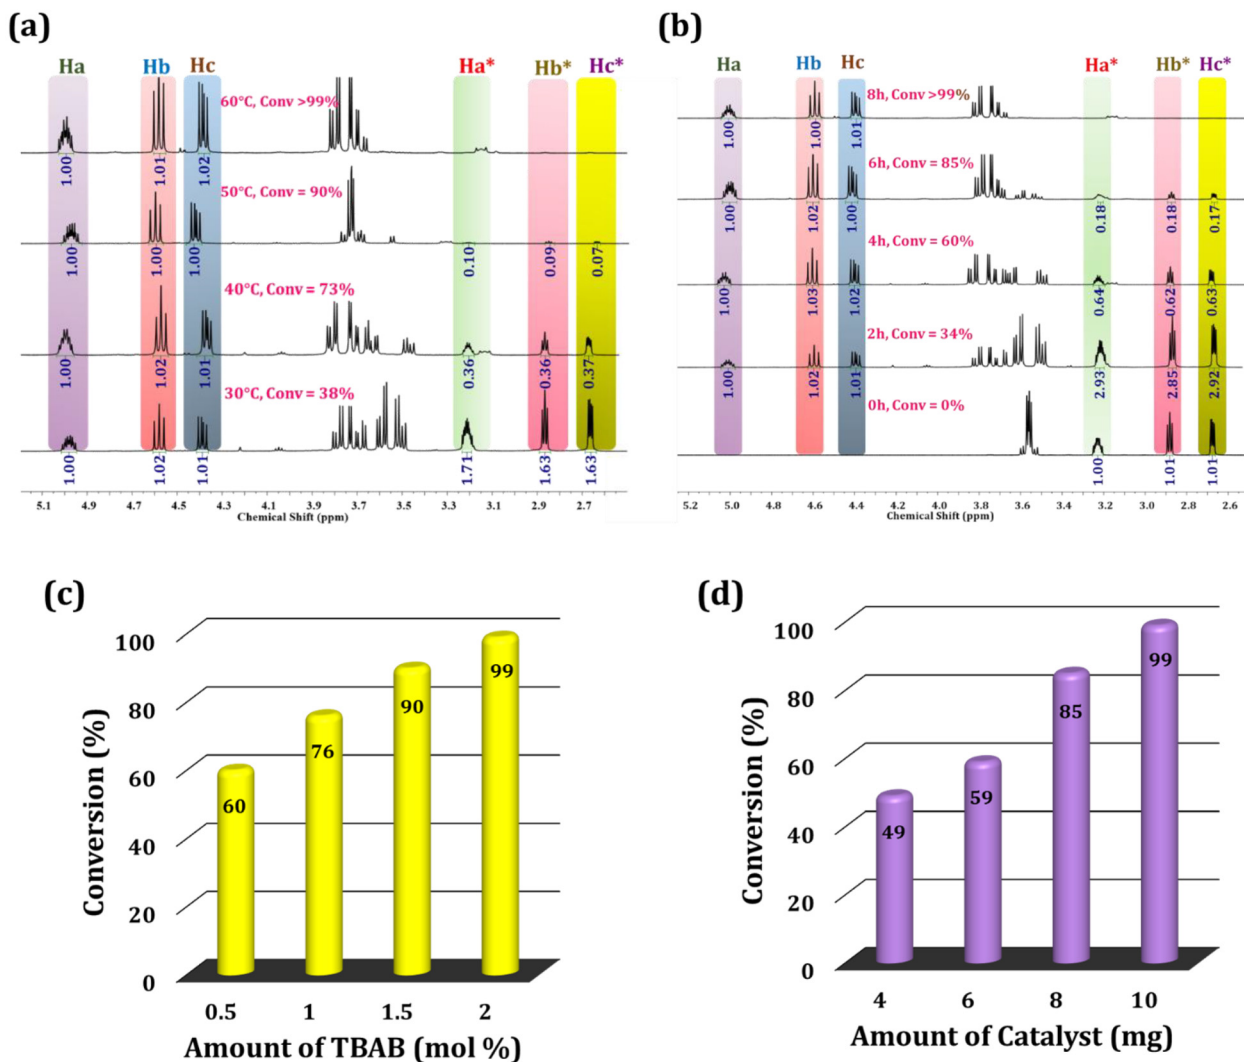 (a)
Ha Hb Hc Ha* Hb* Hc*
60°C, Conv >99%
1.00 1.01 1.02
50°C, Conv = 90%
1.00 1.00 1.00 0.10 0.09 0.07
40°C, Conv = 73%
1.00 1.02 1.01 0.36 0.36 0.37
30°C, Conv = 38%
1.00 1.02 1.01 1.71 1.63 1.63
5.1 4.9 4.7 4.5 4.3 4.1 3.9 3.7 3.5 3.3 3.1 2.9 2.7
Chemical Shift (ppm)
(b)
Ha Hb Hc Ha* Hb* Hc*
8h, Conv >99%
1.00 1.00 1.01
6h, Conv = 85%
1.00 1.02 1.00 0.18 0.18 0.17
4h, Conv = 60%
1.00 1.03 1.02 0.64 0.62 0.63
2h, Conv = 34%
1.00 1.02 1.01 2.93 2.85 2.92
0h, Conv = 0%
1.00 1.01 1.01
5.2 5.0 4.8 4.6 4.4 4.2 4.0 3.8 3.6 3.4 3.2 3.0 2.8 2.6
Chemical Shift (ppm)
(c)
Conversion (%)
100
80
60
40
20
0
60 76 90 99
0.5 1 1.5 2
Amount of TBAB (mol %)
(d)
Conversion (%)
100
80
60
40
20
0
49 59 85 99
4 6 8 10
Amount of Catalyst (mg)